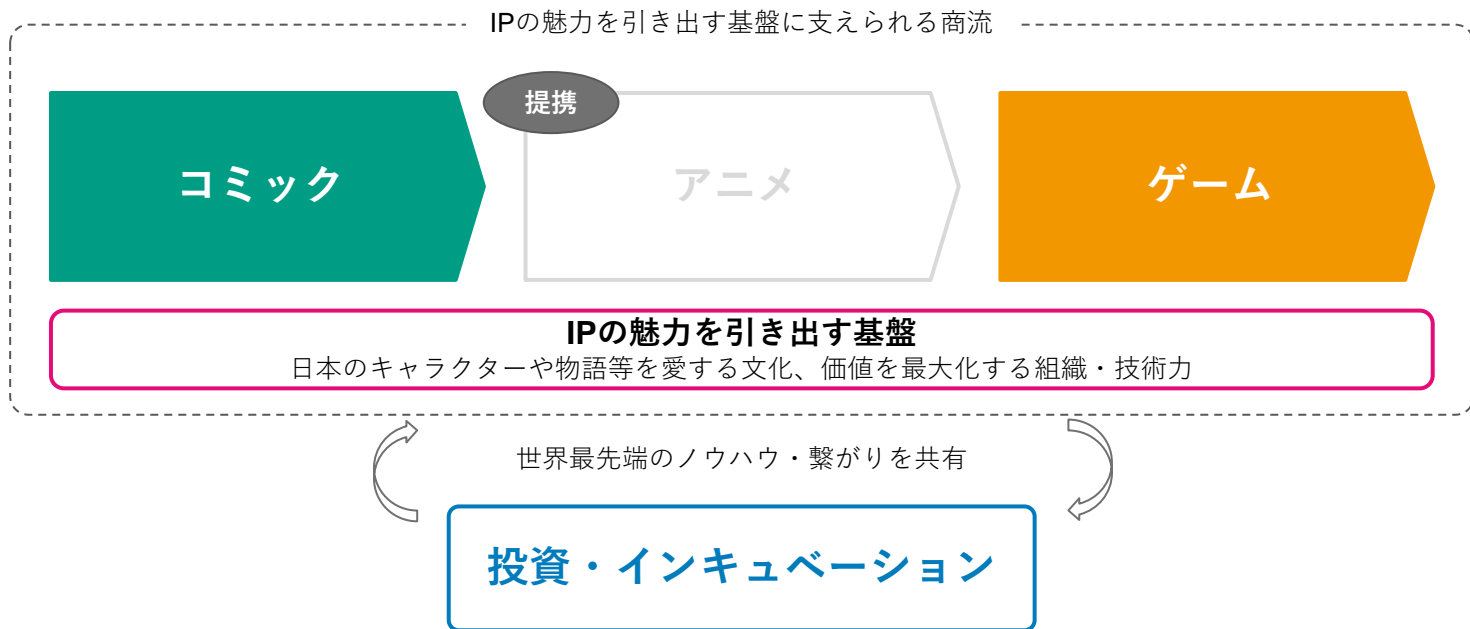 IPの魅力を引き出す基盤に支えられる商流
提携
コミック
アニメ
ゲーム
IPの魅力を引き出す基盤
日本のキャラクターや物語等を愛する文化、価値を最大化する組織・技術力
世界最先端のノウハウ・繋がりを共有
投資・インキュベーション